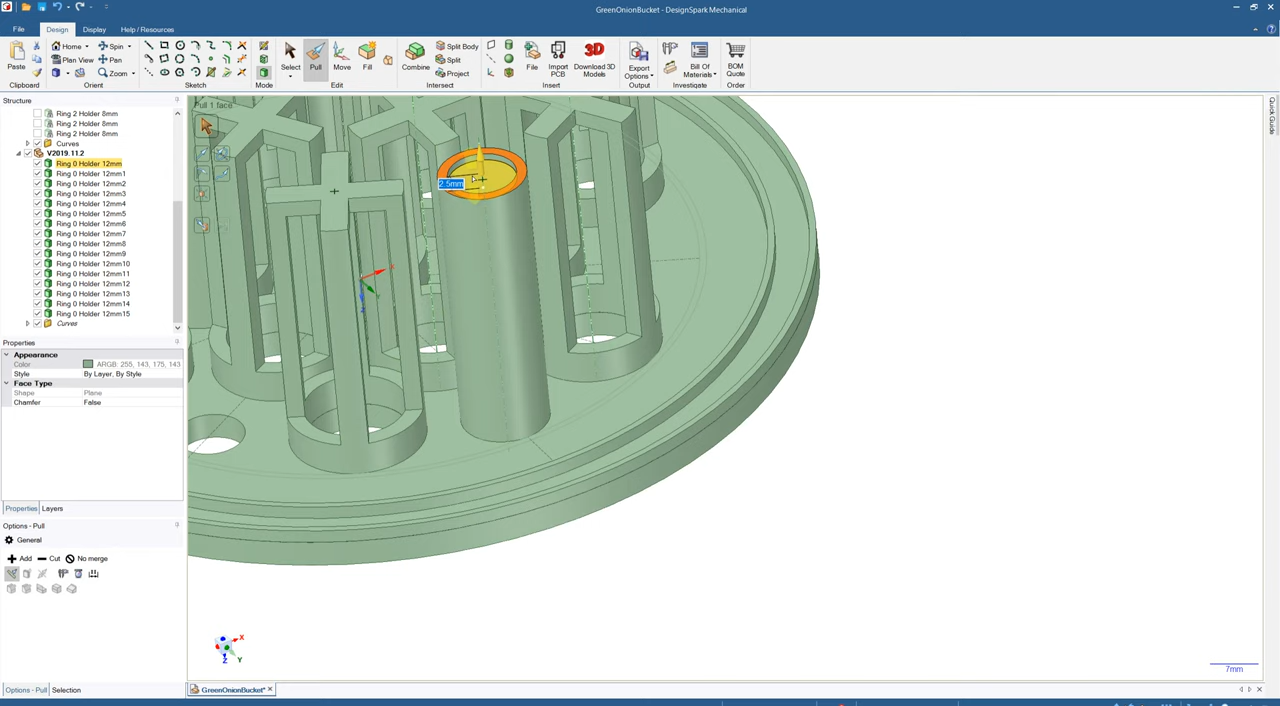 GreenOnionBucket - DesignSpark Mechanical
File Design Display Help / Resources
Paste
Clipboard
Home
Plan View
Spin
Pan
Zoom
Orient
Sketch
Mode
Select
Pull
Move
Fill
Edit
Combine
Split Body
Split
Project
Intersect
File
Import PCB
3D
Download 3D Models
Insert
Export Options
Output
Bill Of Materials
Investigate
BOM Quote
Order
Structure
Ring 2 Holder 8mm
Ring 2 Holder 8mm
Ring 2 Holder 8mm
Curves
V2019.11.2
Ring 0 Holder 12mm
Ring 0 Holder 12mm1
Ring 0 Holder 12mm2
Ring 0 Holder 12mm3
Ring 0 Holder 12mm4
Ring 0 Holder 12mm5
Ring 0 Holder 12mm6
Ring 0 Holder 12mm7
Ring 0 Holder 12mm8
Ring 0 Holder 12mm9
Ring 0 Holder 12mm10
Ring 0 Holder 12mm11
Ring 0 Holder 12mm12
Ring 0 Holder 12mm13
Ring 0 Holder 12mm14
Ring 0 Holder 12mm15
Curves
Properties
Appearance
Color ARGB: 255, 143, 175, 143
Style By Layer, By Style
Face Type
Shape Plane
Chamfer False
Properties Layers
Options - Pull
General
Add Cut No merge
Options - Pull Selection
Pull 1 face
2.5mm
X
Y
Z
7mm
GreenOnionBucket*
Quick Guide